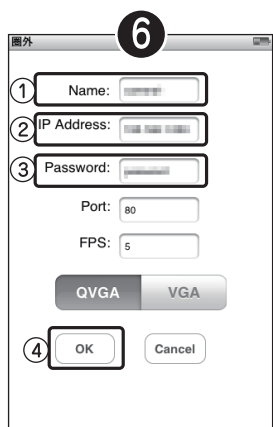 6
圏外
① Name:
② IP Address:
③ Password:
Port: 80
FPS: 5
QVGA VGA
④ OK Cancel